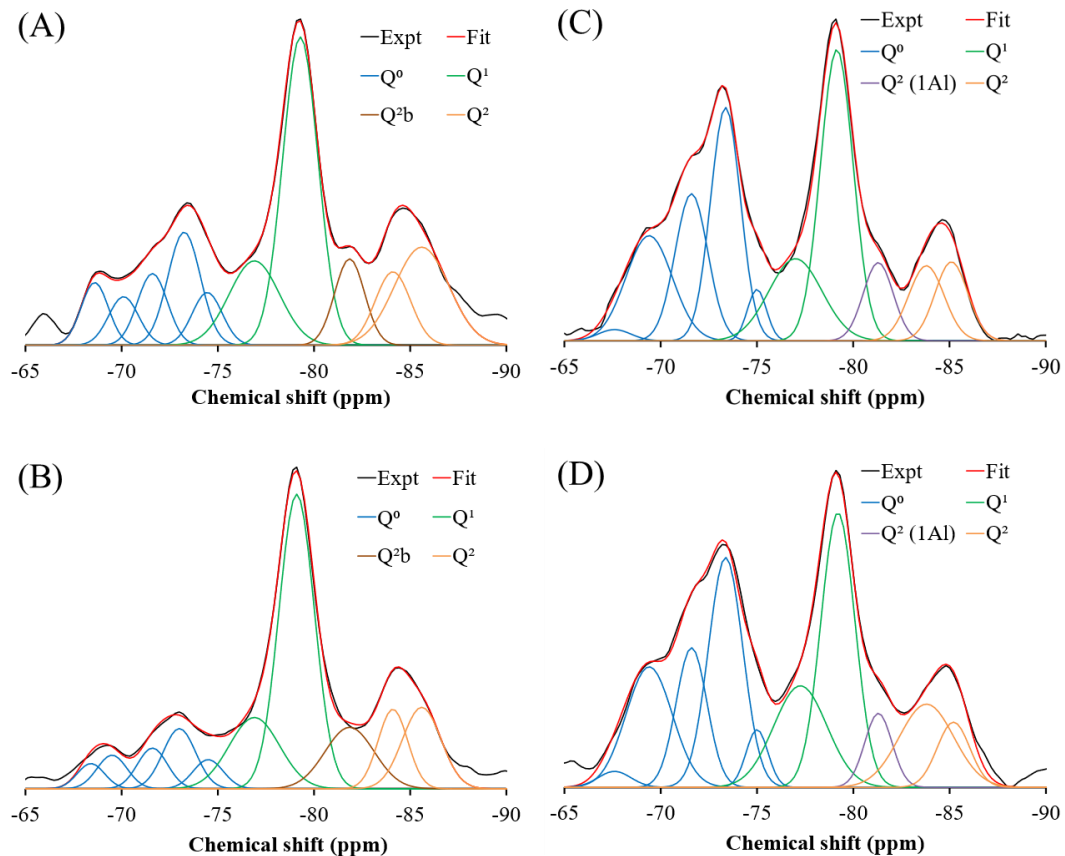 (A)
Expt Fit
Q⁰ Q¹
Q²b Q²
-65 -70 -75 -80 -85 -90
Chemical shift (ppm)
(C)
Expt Fit
Q⁰ Q¹
Q² (1Al) Q²
-65 -70 -75 -80 -85 -90
Chemical shift (ppm)
(B)
Expt Fit
Q⁰ Q¹
Q²b Q²
-65 -70 -75 -80 -85 -90
Chemical shift (ppm)
(D)
Expt Fit
Q⁰ Q¹
Q² (1Al) Q²
-65 -70 -75 -80 -85 -90
Chemical shift (ppm)